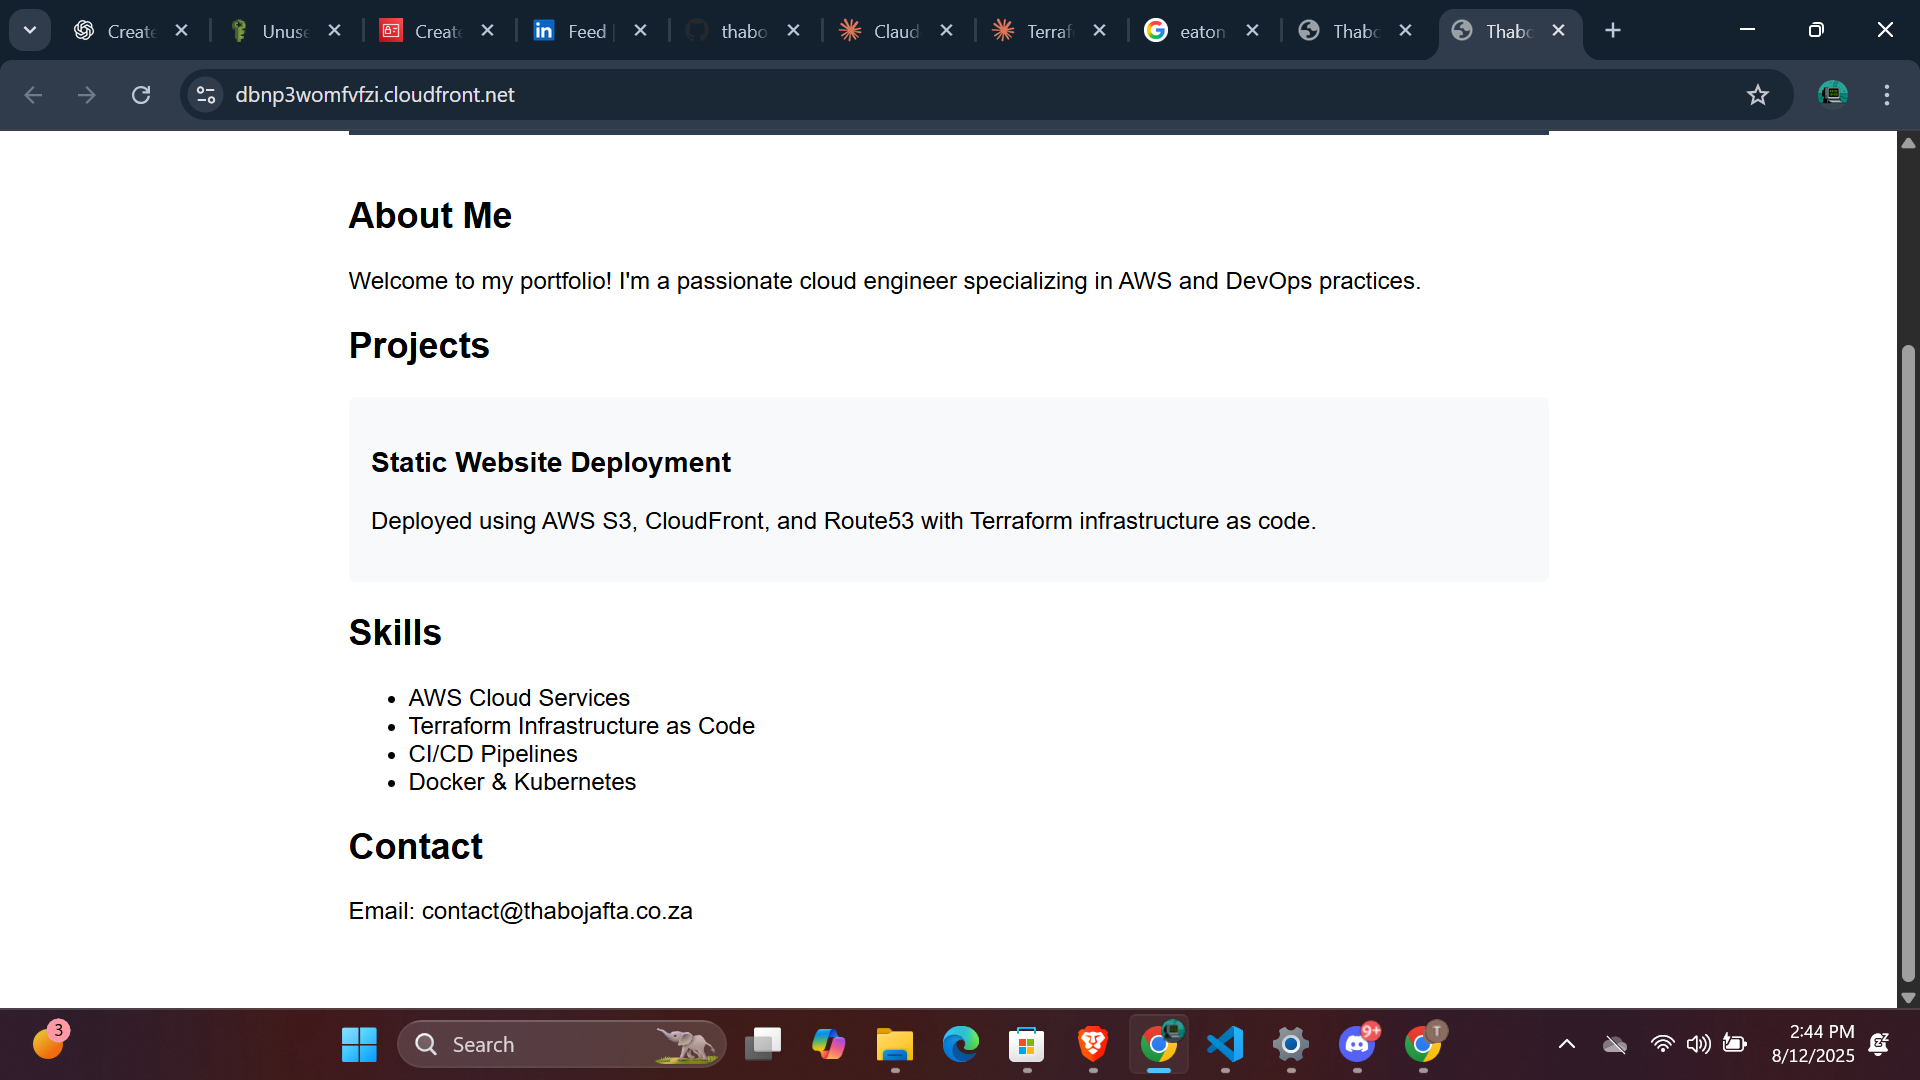 Create
Unuse
Create
Feed |
thabo
Claud
Terraf
eaton
Thabo
Thabo
dbnp3womfvfzi.cloudfront.net
About Me
Welcome to my portfolio! I'm a passionate cloud engineer specializing in AWS and DevOps practices.
Projects
Static Website Deployment
Deployed using AWS S3, CloudFront, and Route53 with Terraform infrastructure as code.
Skills
• AWS Cloud Services
• Terraform Infrastructure as Code
• CI/CD Pipelines
• Docker & Kubernetes
Contact
Email: contact@thabojafta.co.za
3
Search
9+
T
2:44 PM
8/12/2025